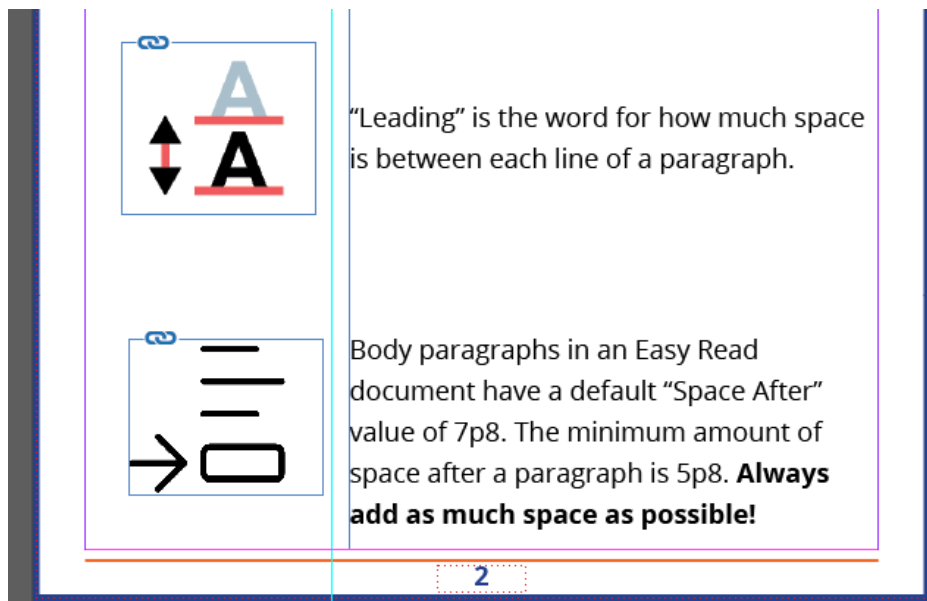 “Leading” is the word for how much space
is between each line of a paragraph.
Body paragraphs in an Easy Read
document have a default “Space After”
value of 7p8. The minimum amount of
space after a paragraph is 5p8. Always
add as much space as possible!
2